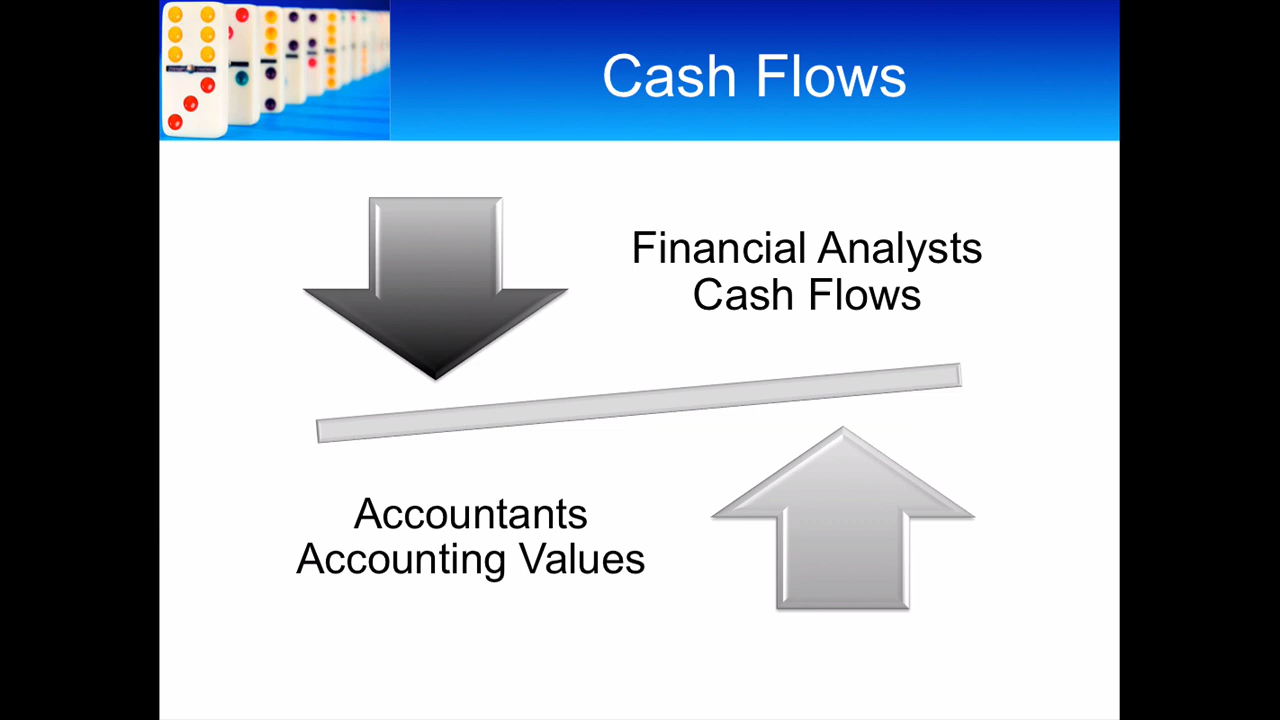 Cash Flows
Financial Analysts
Cash Flows
Accountants
Accounting Values